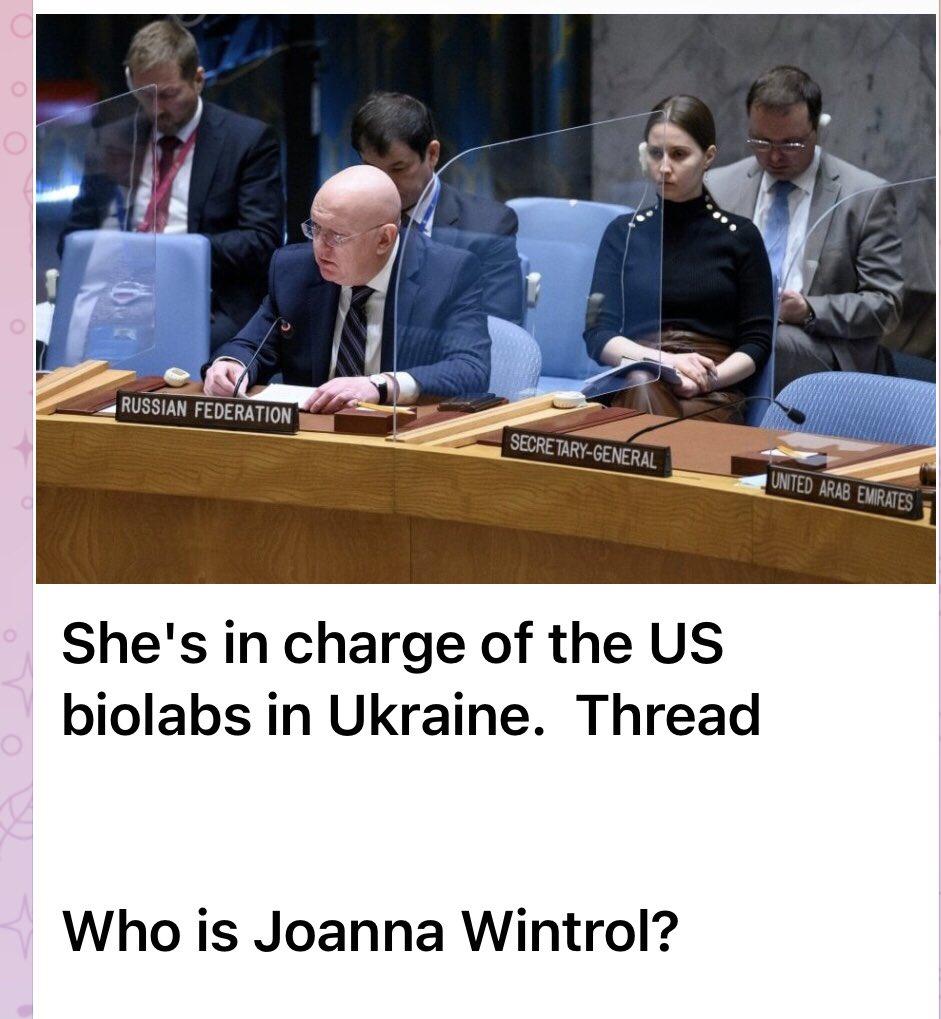 RUSSIAN FEDERATION
SECRETARY-GENERAL
UNITED ARAB EMIRATES
She's in charge of the US
biolabs in Ukraine.  Thread
Who is Joanna Wintrol?